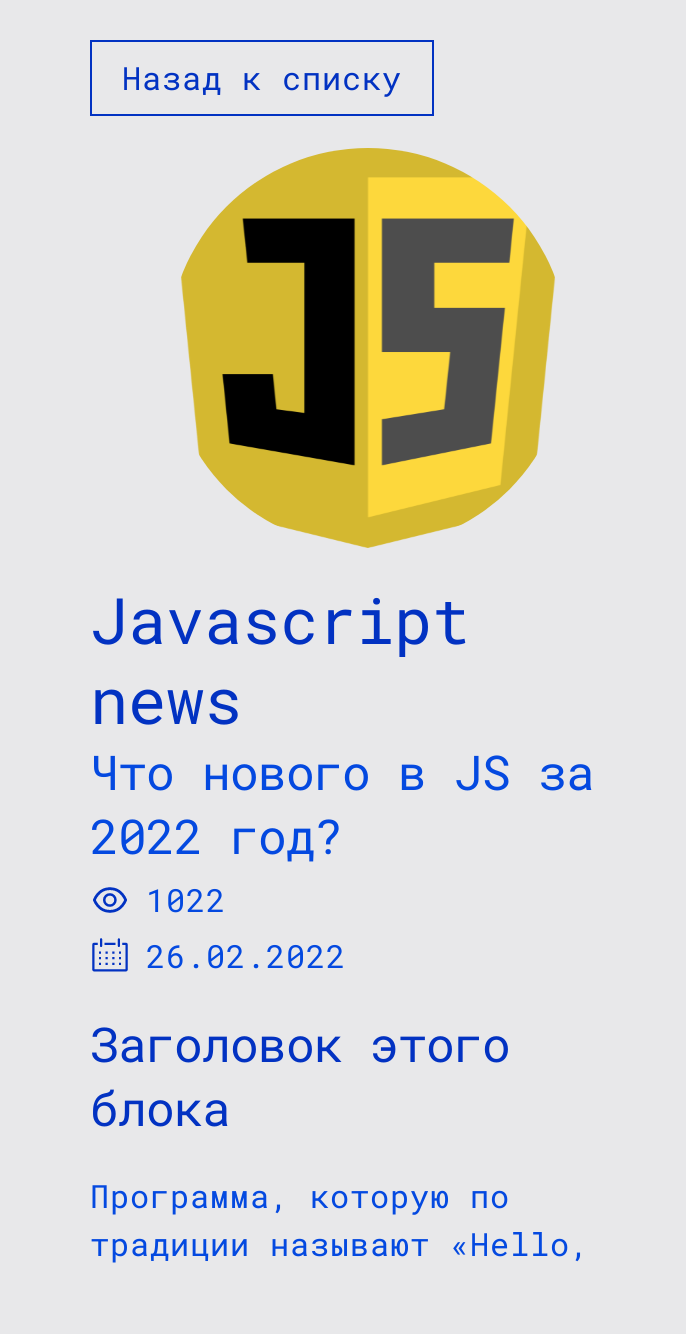 Назад к списку
JS
Javascript
news
Что нового в JS за
2022 год?
1022
26.02.2022
Заголовок этого
блока
Программа, которую по
традиции называют «Hello,